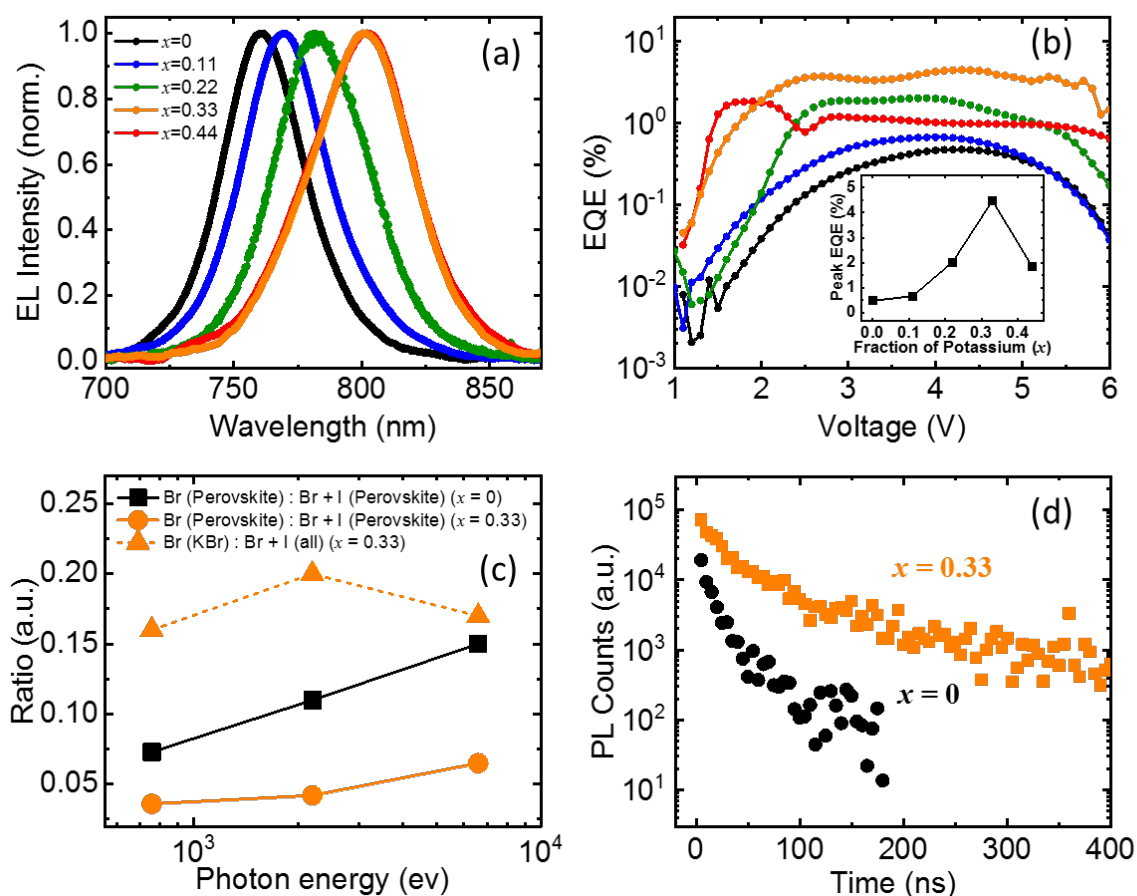 1.0
0.8
0.6
0.4
0.2
0.0
EL Intensity (norm.)
x=0
x=0.11
x=0.22
x=0.33
x=0.44
(a)
700 750 800 850
Wavelength (nm)
10¹
10⁰
10⁻¹
10⁻²
10⁻³
EQE (%)
(b)
5
4
3
2
1
0
Peak EQE (%)
0.0 0.1 0.2 0.3 0.4
Fraction of Potassium (x)
1 2 3 4 5 6
Voltage (V)
0.25
0.20
0.15
0.10
0.05
Ratio (a.u.)
Br (Perovskite) : Br + I (Perovskite) (x = 0)
Br (Perovskite) : Br + I (Perovskite) (x = 0.33)
Br (KBr) : Br + I (all) (x = 0.33)
(c)
10³ 10⁴
Photon energy (ev)
10⁵
10⁴
10³
10²
10¹
PL Counts (a.u.)
(d)
x = 0.33
x = 0
0 100 200 300 400
Time (ns)